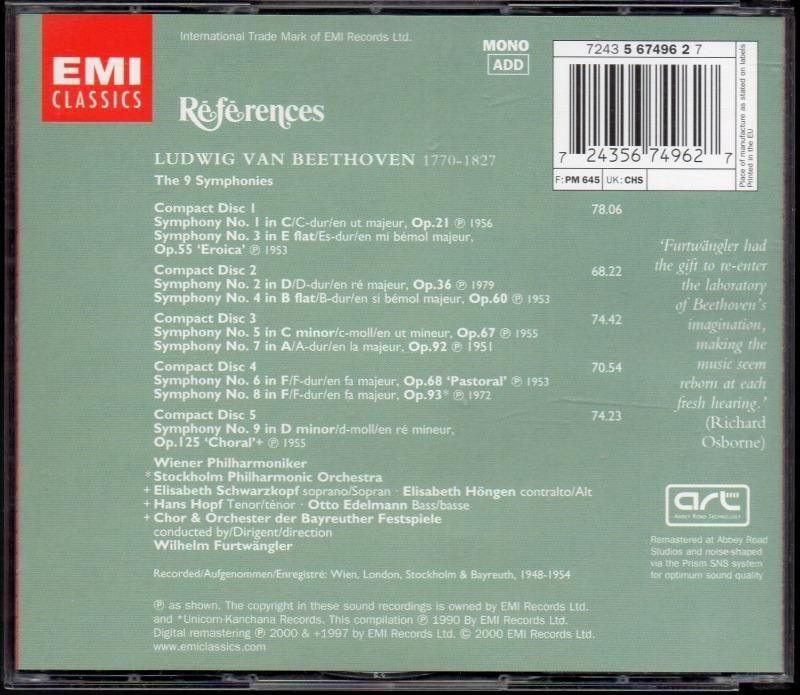 International Trade Mark of EMI Records Ltd.
EMI
CLASSICS
MONO
ADD
7243 5 67496 2 7
7 24356 74962 7
F: PM 645 UK: CHS
Place of manufacture as stated on labels
Printed in the EU
Références
LUDWIG VAN BEETHOVEN 1770–1827
The 9 Symphonies
Compact Disc 1 78.06
Symphony No. 1 in C/C-dur/en ut majeur, Op.21 ℗ 1956
Symphony No. 3 in E flat/Es-dur/en mi bémol majeur,
Op.55 ‘Eroica’ ℗ 1953
Compact Disc 2 68.22
Symphony No. 2 in D/D-dur/en ré majeur, Op.36 ℗ 1979
Symphony No. 4 in B flat/B-dur/en si bémol majeur, Op.60 ℗ 1953
Compact Disc 3 74.42
Symphony No. 5 in C minor/c-moll/en ut mineur, Op.67 ℗ 1955
Symphony No. 7 in A/A-dur/en la majeur, Op.92 ℗ 1951
Compact Disc 4 70.54
Symphony No. 6 in F/F-dur/en fa majeur, Op.68 ‘Pastoral’ ℗ 1953
Symphony No. 8 in F/F-dur/en fa majeur, Op.93* ℗ 1972
Compact Disc 5 74.23
Symphony No. 9 in D minor/d-moll/en ré mineur,
Op.125 ‘Choral’+ ℗ 1955
‘Furtwängler had
the gift to re-enter
the laboratory
of Beethoven's
imagination,
making the
music seem
reborn at each
fresh hearing.’
(Richard
Osborne)
Wiener Philharmoniker
*Stockholm Philharmonic Orchestra
+ Elisabeth Schwarzkopf soprano/Sopran · Elisabeth Höngen contralto/Alt
+ Hans Hopf Tenor/ténor · Otto Edelmann Bass/basse
+ Chor & Orchester der Bayreuther Festspiele
conducted by/Dirigent/direction
Wilhelm Furtwängler
Recorded/Aufgenommen/Enregistré: Wien, London, Stockholm & Bayreuth, 1948-1954
art
ABBEY ROAD TECHNOLOGY
Remastered at Abbey Road
Studios and noise-shaped
via the Prism SNS system
for optimum sound quality
℗ as shown. The copyright in these sound recordings is owned by EMI Records Ltd.
and *Unicorn-Kanchana Records. This compilation ℗ 1990 By EMI Records Ltd.
Digital remastering ℗ 2000 & +1997 by EMI Records Ltd. © 2000 EMI Records Ltd.
www.emiclassics.com